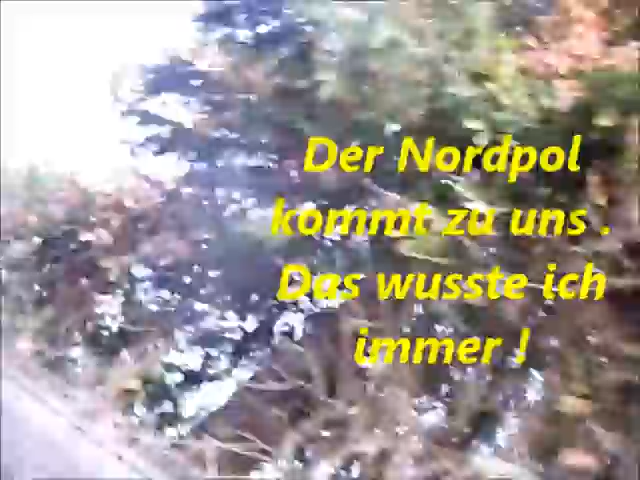 Der Nordpol
kommt zu uns .
Das wusste ich
immer !